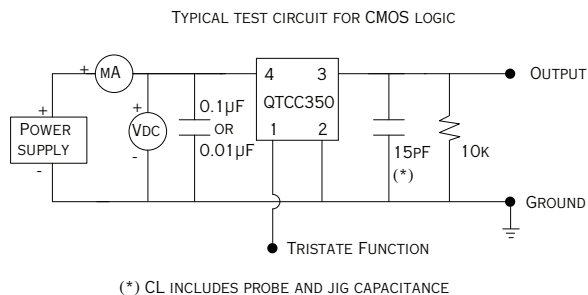 TYPICAL TEST CIRCUIT FOR CMOS LOGIC
+ MA
4 3
OUTPUT
QTCC350
+
POWER
SUPPLY
-
+
VDC
-
0.1µF
OR
0.01µF
1 2
15PF
(*)
10K
GROUND
TRISTATE FUNCTION
(*) CL INCLUDES PROBE AND JIG CAPACITANCE